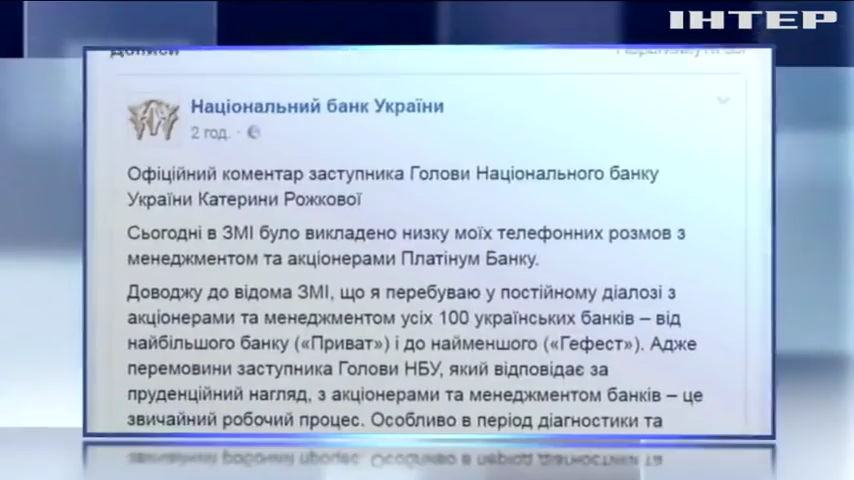 ІНТЕР
Дописи
Національний банк України
2 год. ·
Офіційний коментар заступника Голови Національного банку
України Катерини Рожкової
Сьогодні в ЗМІ було викладено низку моїх телефонних розмов з
менеджментом та акціонерами Платінум Банку.
Доводжу до відома ЗМІ, що я перебуваю у постійному діалозі з
акціонерами та менеджментом усіх 100 українських банків – від
найбільшого банку («Приват») і до найменшого («Гефест»). Адже
перемовини заступника Голови НБУ, який відповідає за
пруденційний нагляд, з акціонерами та менеджментом банків – це
звичайний робочий процес. Особливо в період діагностики та